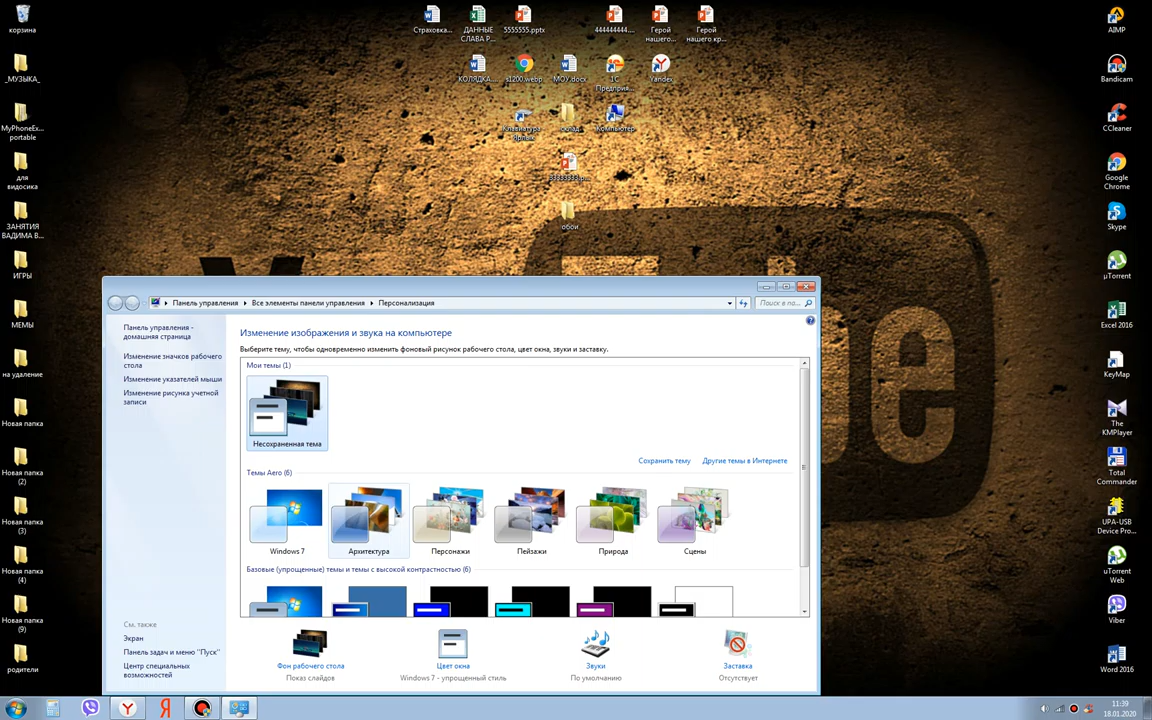 корзина
_МУЗЫКА_
MyPhoneEx...
portable
для
видосика
ЗАНЯТИЯ
ВАДИМА В...
ИГРЫ
МЕМЫ
на удаление
Новая папка
Новая папка
(2)
Новая папка
(3)
Новая папка
(4)
Новая папка
(9)
родители
Страховка...
ДАННЫЕ
СЛАВА Р...
5555555.pptx
444444444....
Герой
нашего...
Герой
нашего кр...
КОЛЯДКА....
s1200.webp
МОУ.docx
1С
Предприя...
Yandex
Клавиатура
Ярлык
склад
Компьютер
33333333.p...
обои
AIMP
Bandicam
CCleaner
Google
Chrome
Skype
µTorrent
Excel 2016
KeyMap
The
KMPlayer
Total
Commander
UPA-USB
Device Pro...
uTorrent
Web
Viber
Word 2016
Панель управления
Все элементы панели управления
Персонализация
Поиск в па...
Панель управления -
домашняя страница
Изменение значков рабочего
стола
Изменение указателей мыши
Изменение рисунка учетной
записи
См. также
Экран
Панель задач и меню "Пуск"
Центр специальных
возможностей
Изменение изображения и звука на компьютере
Выберите тему, чтобы одновременно изменить фоновый рисунок рабочего стола, цвет окна, звуки и заставку.
Мои темы (1)
Несохраненная тема
Сохранить тему
Другие темы в Интернете
Темы Aero (6)
Windows 7
Архитектура
Персонажи
Пейзажи
Природа
Сцены
Базовые (упрощенные) темы и темы с высокой контрастностью (6)
Фон рабочего стола
Показ слайдов
Цвет окна
Windows 7 - упрощенный стиль
Звуки
По умолчанию
Заставка
Отсутствует
11:39
18.01.2020